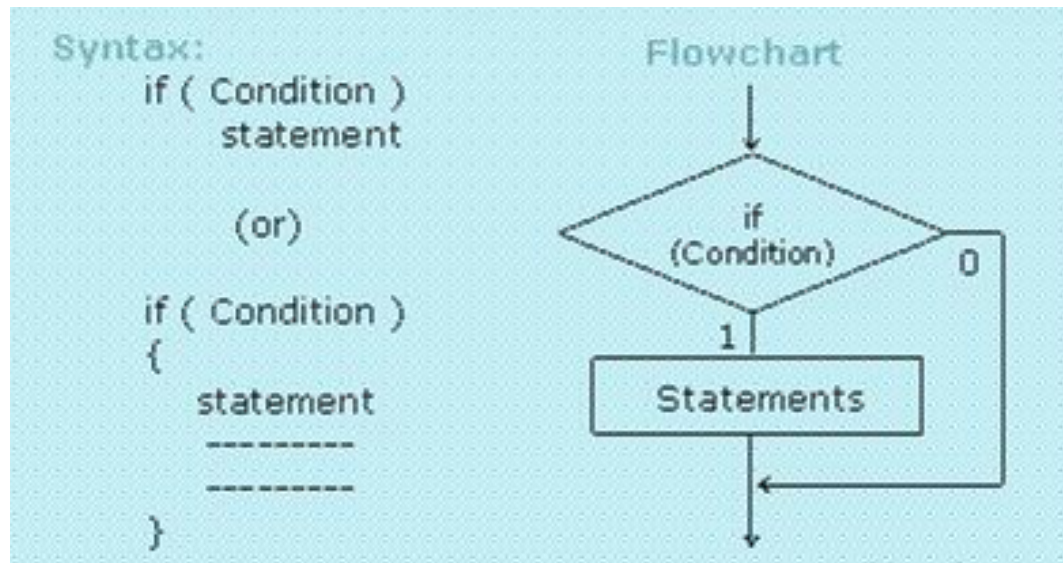 Syntax:
if ( Condition )
statement
(or)
if ( Condition )
{
statement
---------
---------
}
Flowchart
if
(Condition)
0
1
Statements